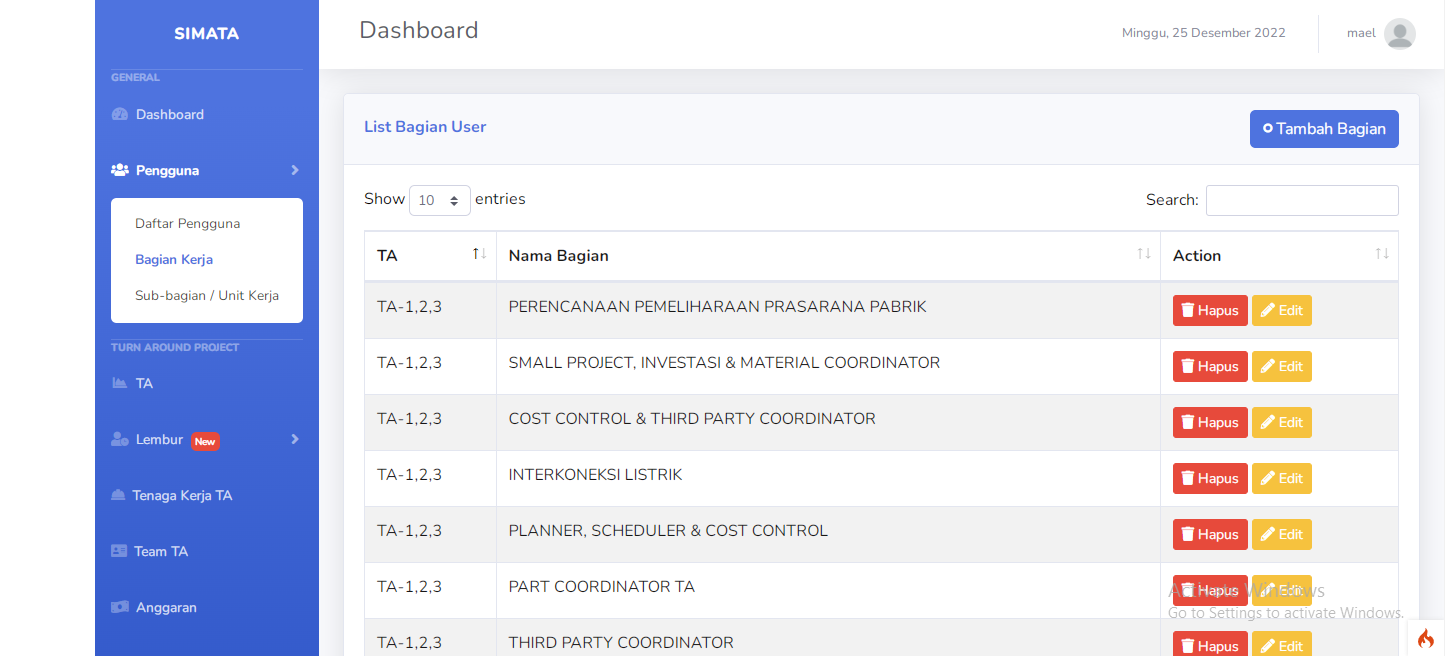 SIMATA
GENERAL
Dashboard
Pengguna
Daftar Pengguna
Bagian Kerja
Sub-bagian / Unit Kerja
TURN AROUND PROJECT
TA
Lembur New
Tenaga Kerja TA
Team TA
Anggaran
Dashboard
Minggu, 25 Desember 2022
mael
List Bagian User
Tambah Bagian
Show 10 entries
Search:
TA Nama Bagian Action
TA-1,2,3 PERENCANAAN PEMELIHARAAN PRASARANA PABRIK Hapus Edit
TA-1,2,3 SMALL PROJECT, INVESTASI & MATERIAL COORDINATOR Hapus Edit
TA-1,2,3 COST CONTROL & THIRD PARTY COORDINATOR Hapus Edit
TA-1,2,3 INTERKONEKSI LISTRIK Hapus Edit
TA-1,2,3 PLANNER, SCHEDULER & COST CONTROL Hapus Edit
TA-1,2,3 PART COORDINATOR TA Hapus Edit
TA-1,2,3 THIRD PARTY COORDINATOR Hapus Edit
Activate Windows
Go to Settings to activate Windows.